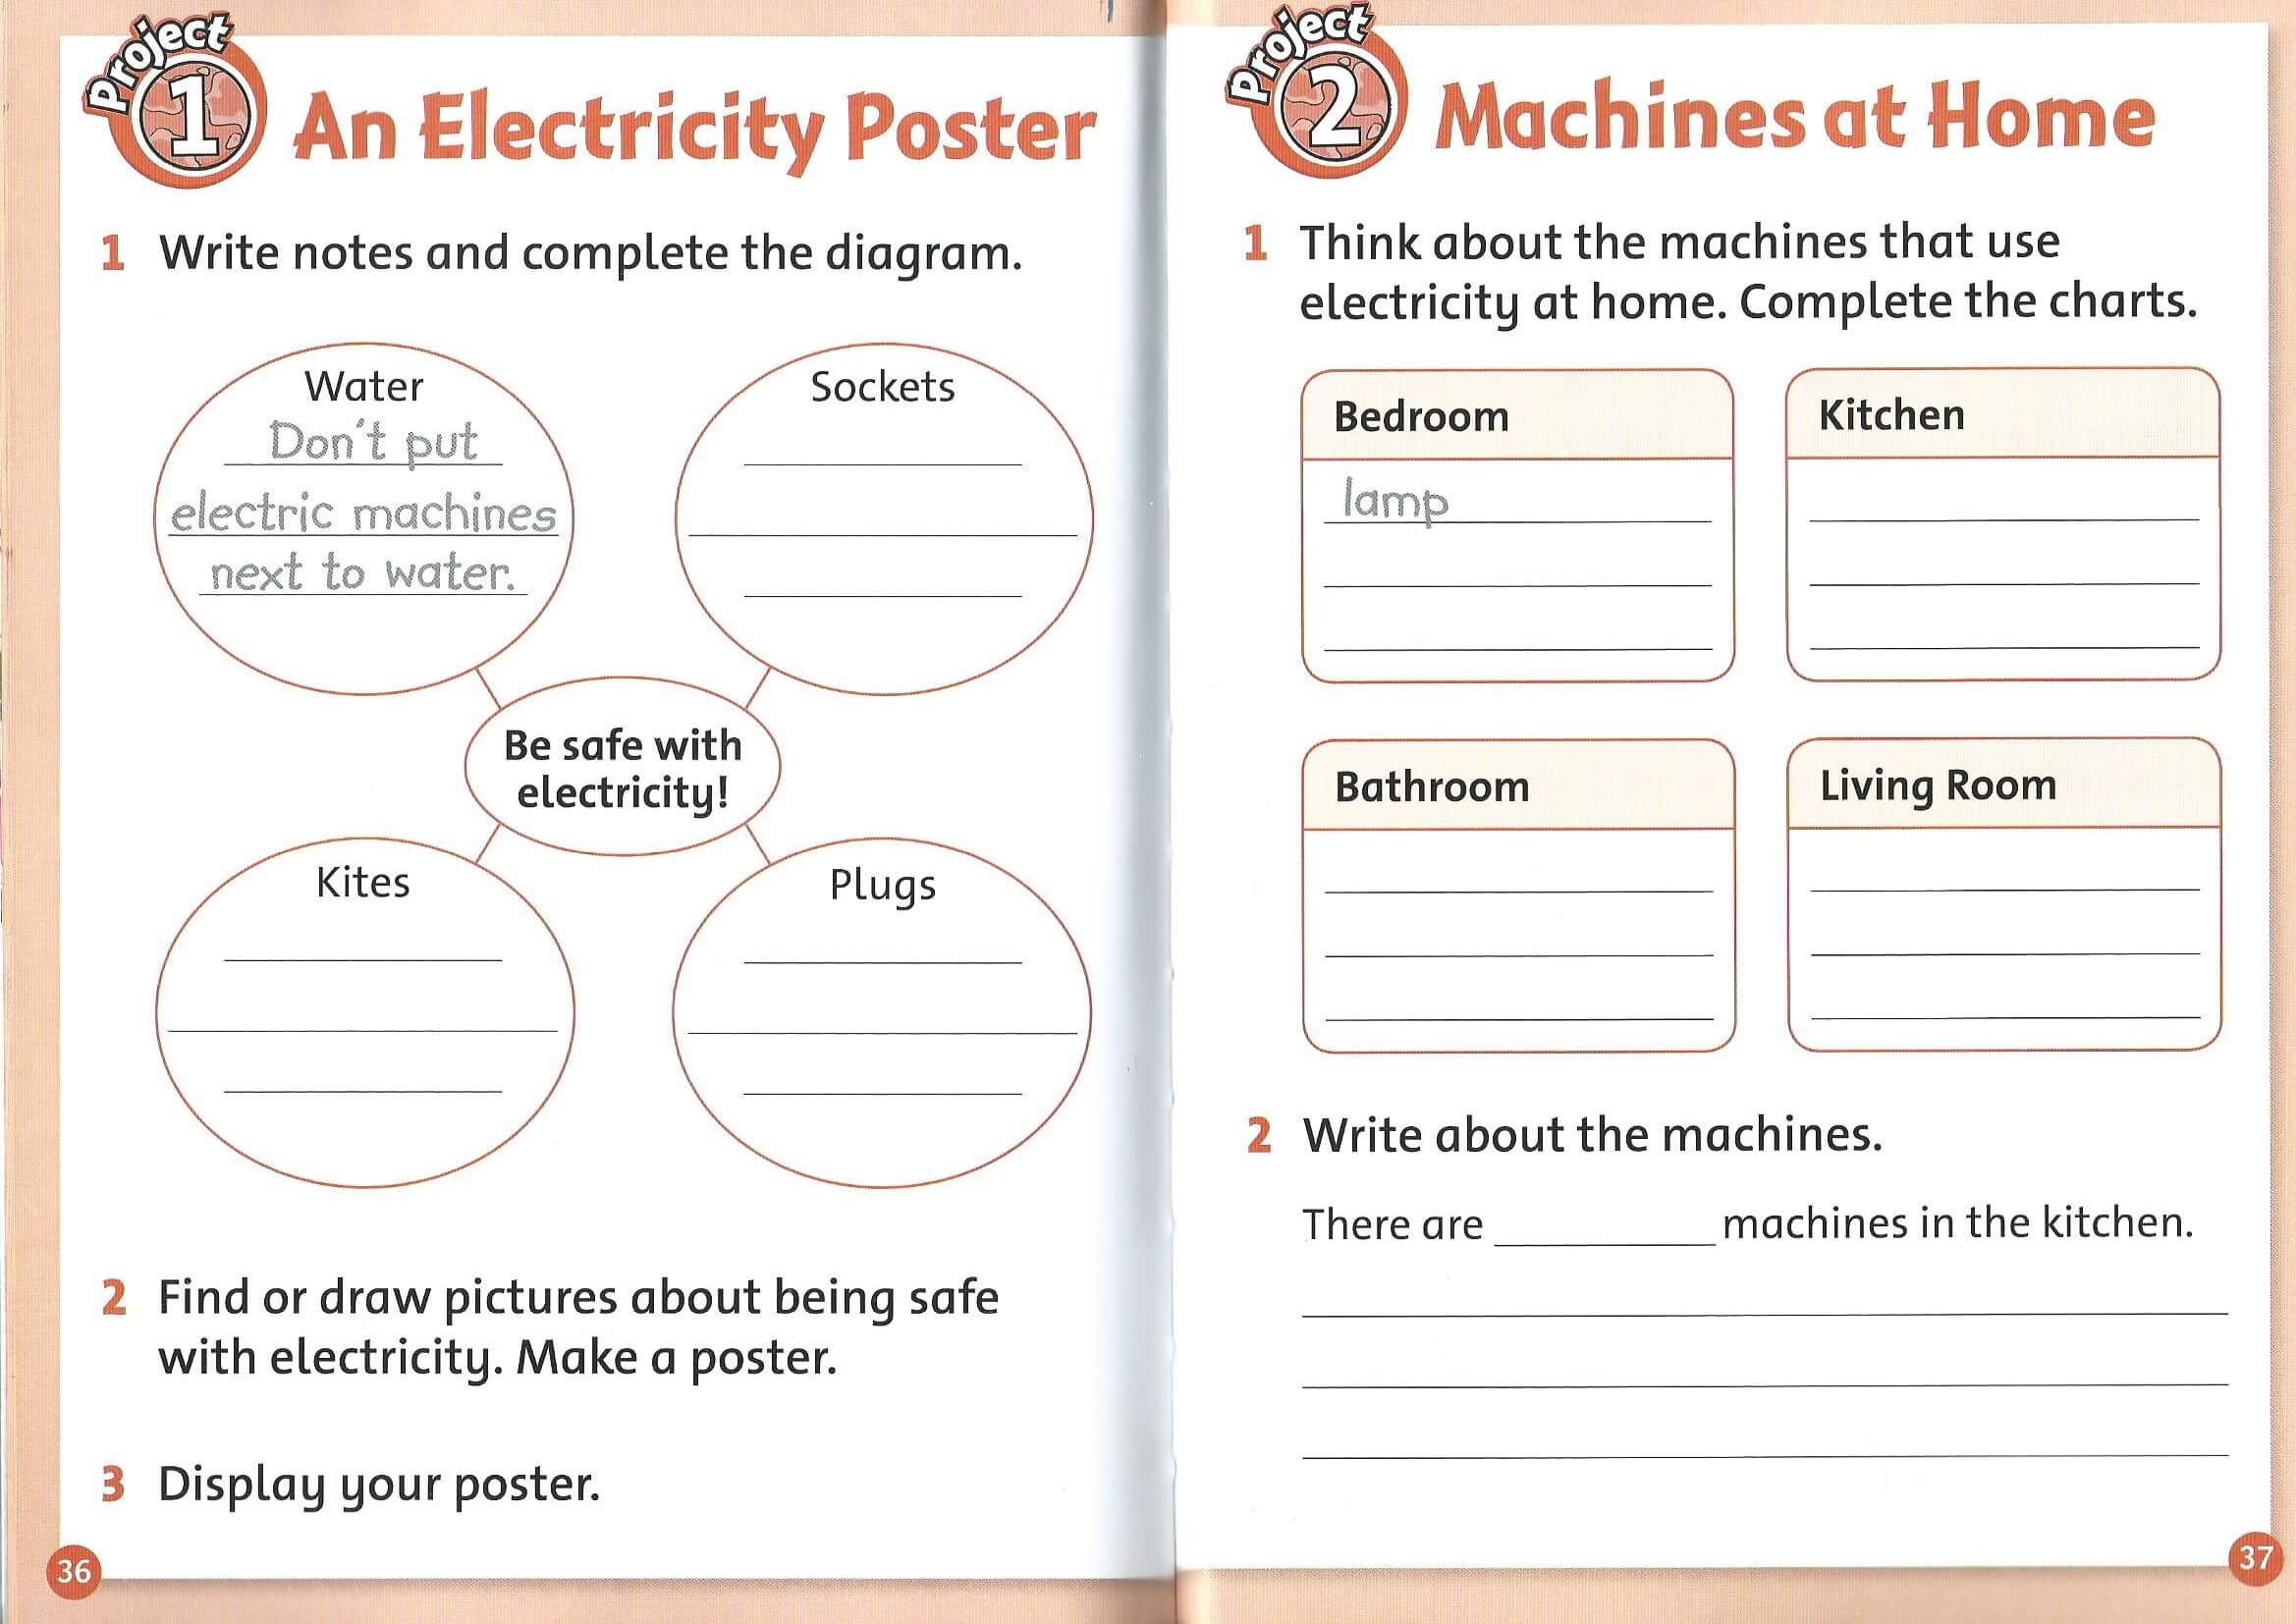 Project
1
An Electricity Poster
1 Write notes and complete the diagram.
Water
Don't put
electric machines
next to water.
Sockets
Be safe with
electricity!
Kites
Plugs
2 Find or draw pictures about being safe
with electricity. Make a poster.
3 Display your poster.
36
Project
2
Machines at Home
1 Think about the machines that use
electricity at home. Complete the charts.
Bedroom
lamp
Kitchen
Bathroom
Living Room
2 Write about the machines.
There are __________ machines in the kitchen.
37